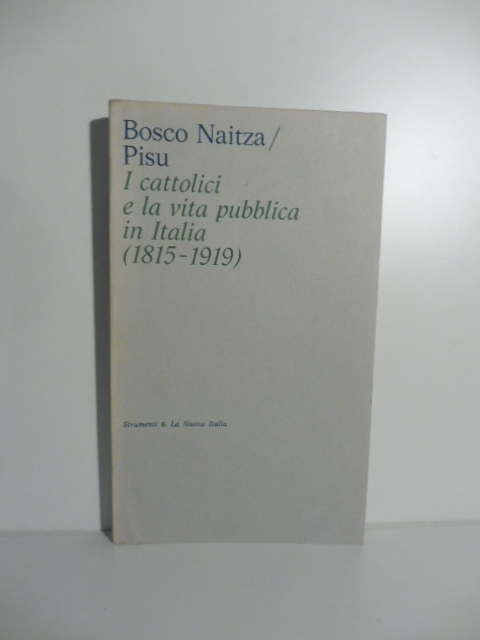 Bosco Naitza/
Pisu
I cattolici
e la vita pubblica
in Italia
(1815-1919)
Strumenti 6 La Nuova Italia